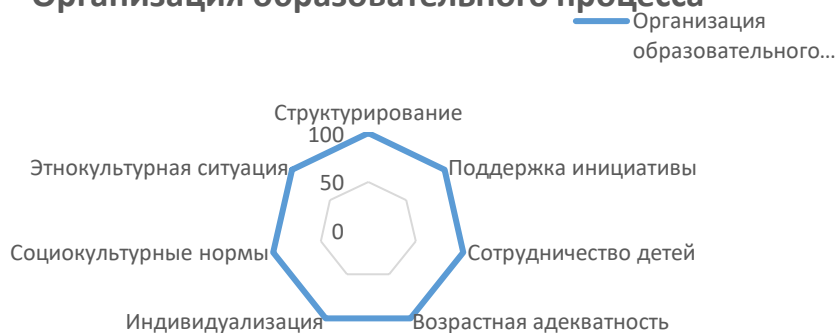 Организация образовательного процесса
Организация
образовательного...
Структурирование
100
Этнокультурная ситуация
Поддержка инициативы
50
0
Социокультурные нормы
Сотрудничество детей
Индивидуализация
Возрастная адекватность